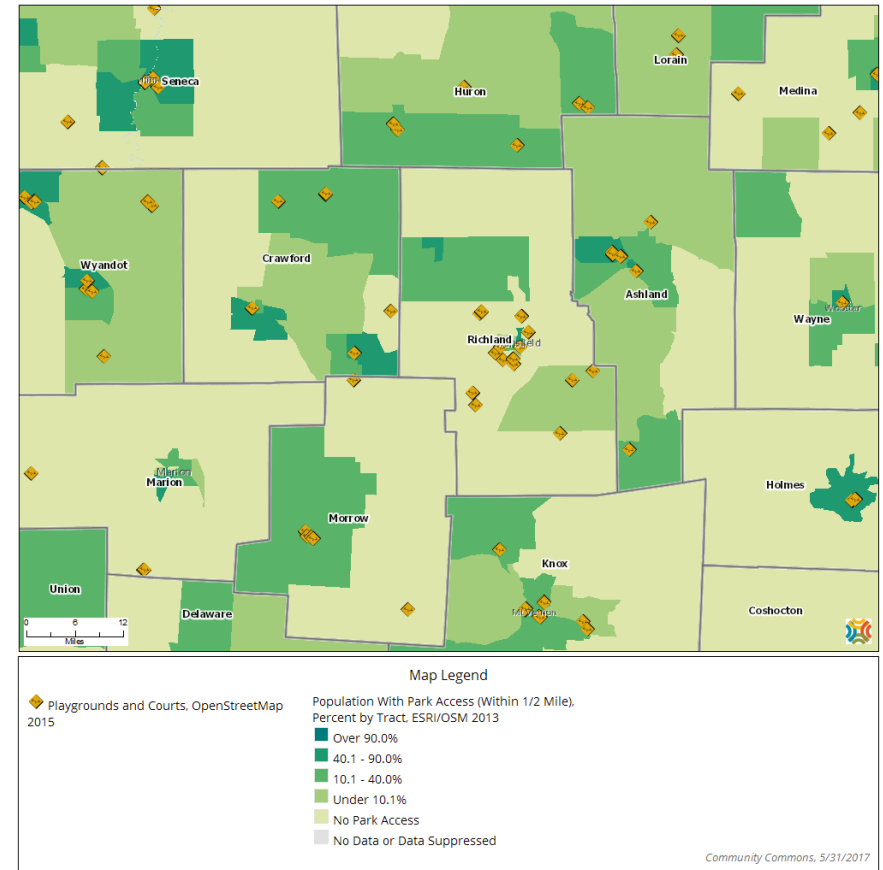 Seneca
Huron
Lorain
Medina
Wyandot
Crawford
Ashland
Richland
Wayne
Wooster
Marion
Marion
Morrow
Holmes
Knox
Union
Delaware
Coshocton
0 6 12
Miles
Map Legend
Playgrounds and Courts, OpenStreetMap
2015
Population With Park Access (Within 1/2 Mile),
Percent by Tract, ESRI/OSM 2013
Over 90.0%
40.1 - 90.0%
10.1 - 40.0%
Under 10.1%
No Park Access
No Data or Data Suppressed
Community Commons, 5/31/2017